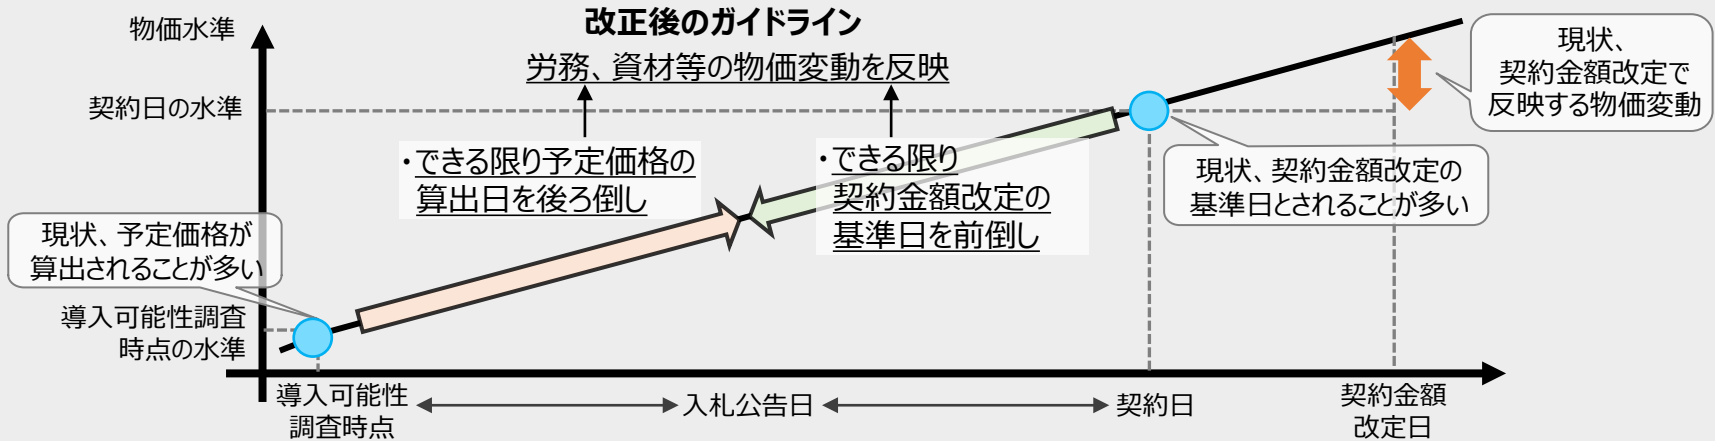 改正後のガイドライン
労務、資材等の物価変動を反映
物価水準
契約日の水準
導入可能性調査
時点の水準
現状、予定価格が
算出されることが多い
・できる限り予定価格の
算出日を後ろ倒し
・できる限り
契約金額改定の
基準日を前倒し
現状、契約金額改定の
基準日とされることが多い
現状、
契約金額改定で
反映する物価変動
導入可能性
調査時点
入札公告日
契約日
契約金額
改定日